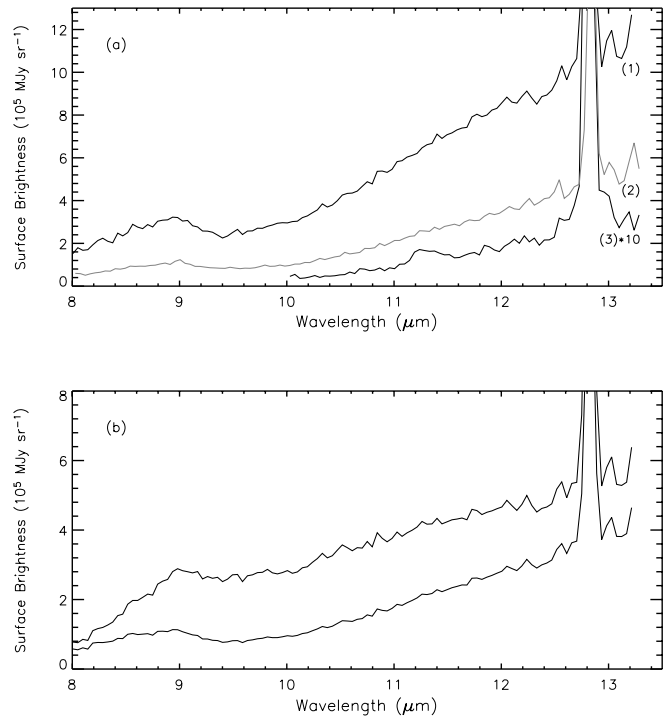 12
10
8
6
4
2
0
(a)
(1)
(2)
(3)*10
Surface Brightness (10⁵ MJy sr⁻¹)
8 9 10 11 12 13
Wavelength (μm)
8
6
4
2
0
(b)
Surface Brightness (10⁵ MJy sr⁻¹)
8 9 10 11 12 13
Wavelength (μm)